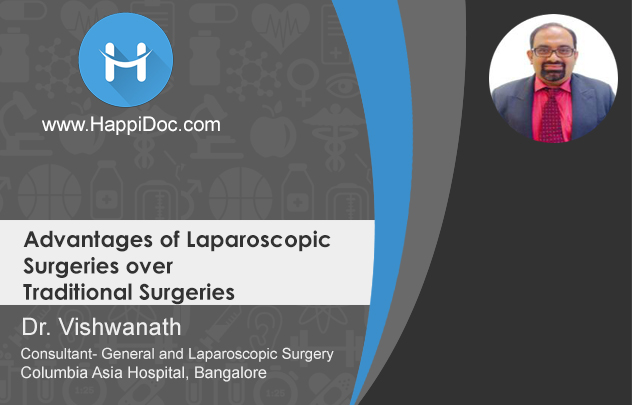 H
www.HappiDoc.com
Advantages of Laparoscopic
Surgeries over
Traditional Surgeries
Dr. Vishwanath
Consultant- General and Laparoscopic Surgery
Columbia Asia Hospital, Bangalore